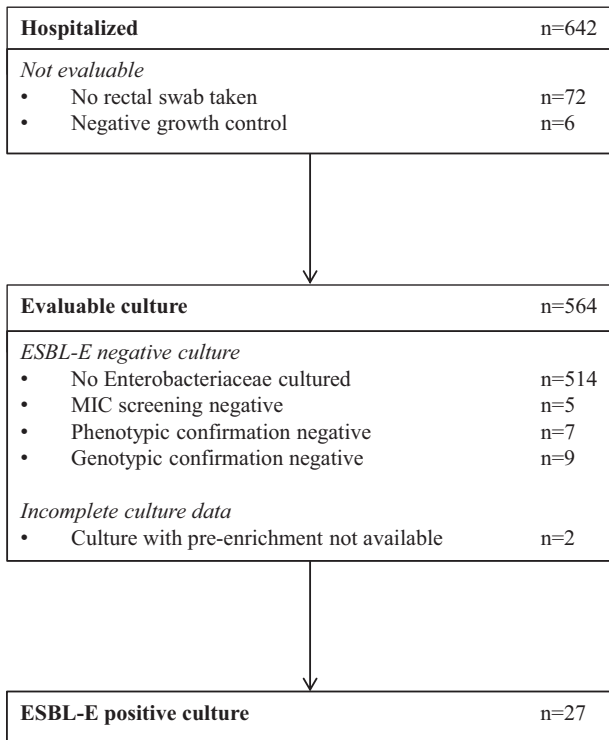 Hospitalized n=642
Not evaluable
• No rectal swab taken n=72
• Negative growth control n=6
Evaluable culture n=564
ESBL-E negative culture
• No Enterobacteriaceae cultured n=514
• MIC screening negative n=5
• Phenotypic confirmation negative n=7
• Genotypic confirmation negative n=9
Incomplete culture data
• Culture with pre-enrichment not available n=2
ESBL-E positive culture n=27